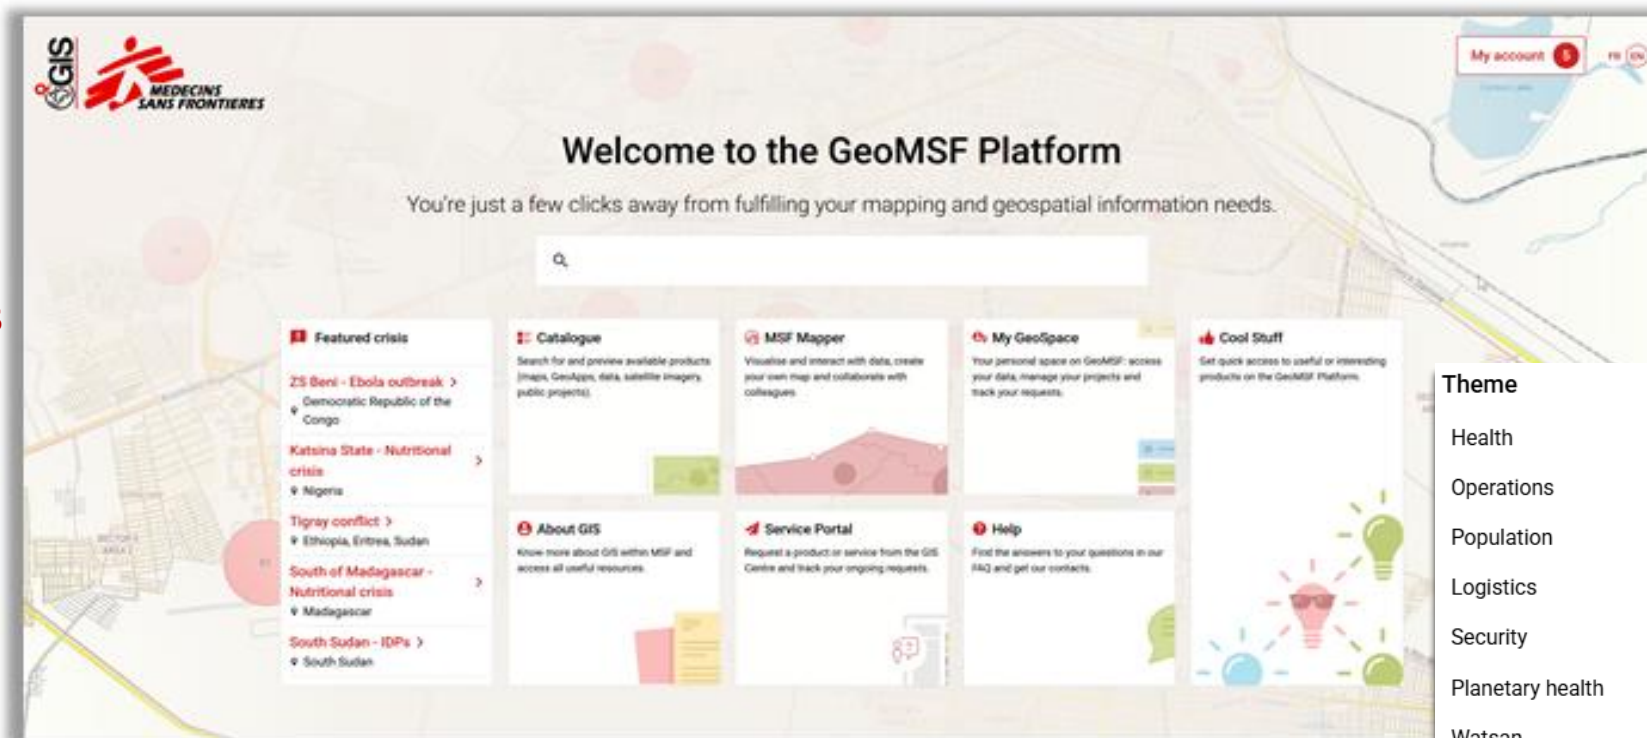 GIS
MEDECINS
SANS FRONTIERES
My account 5
FR EN
Welcome to the GeoMSF Platform
You're just a few clicks away from fulfilling your mapping and geospatial information needs.
Featured crisis
ZS Beni - Ebola outbreak >
Democratic Republic of the
Congo
Katsina State - Nutritional
crisis >
Nigeria
Tigray conflict >
Ethiopia, Eritrea, Sudan
South of Madagascar -
Nutritional crisis >
Madagascar
South Sudan - IDPs >
South Sudan
Catalogue
Search for and preview available products
(maps, GeoApps, data, satellite imagery,
public projects).
MSF Mapper
Visualise and interact with data, create
your own map and collaborate with
colleagues
My GeoSpace
Your personal space on GeoMSF: access
your data, manage your projects and
track your requests.
Cool Stuff
Get quick access to useful or interesting
products on the GeoMSF Platform.
About GIS
Know more about GIS within MSF and
access all useful resources.
Service Portal
Request a product or service from the GIS
Centre and track your ongoing requests.
Help
Find the answers to your questions in our
FAQ and get our contacts.
Theme
Health
Operations
Population
Logistics
Security
Planetary health
Watsan